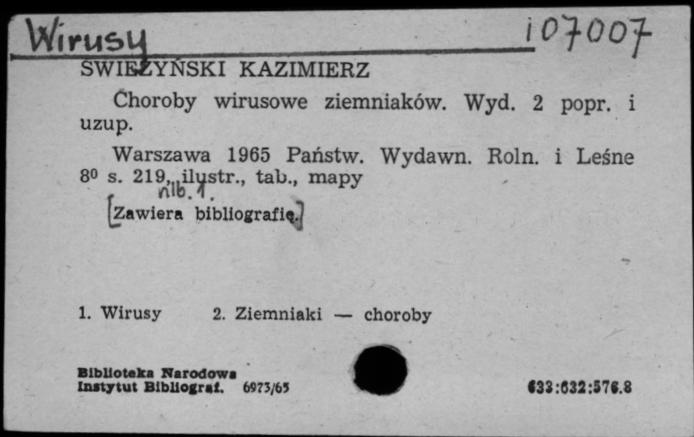 Wirusy i07007
ŚWIEŻYŃSKI KAZIMIERZ
Choroby wirusowe ziemniaków. Wyd. 2 popr. i
uzup.
Warszawa 1965 Państw. Wydawn. Roln. i Leśne
8⁰ s. 219, ilustr., tab., mapy
nlb. 1.
[Zawiera bibliografię.]
1. Wirusy 2. Ziemniaki — choroby
Biblioteka Narodowa
Instytut Bibliograf. 6973/65 633:632:576.8